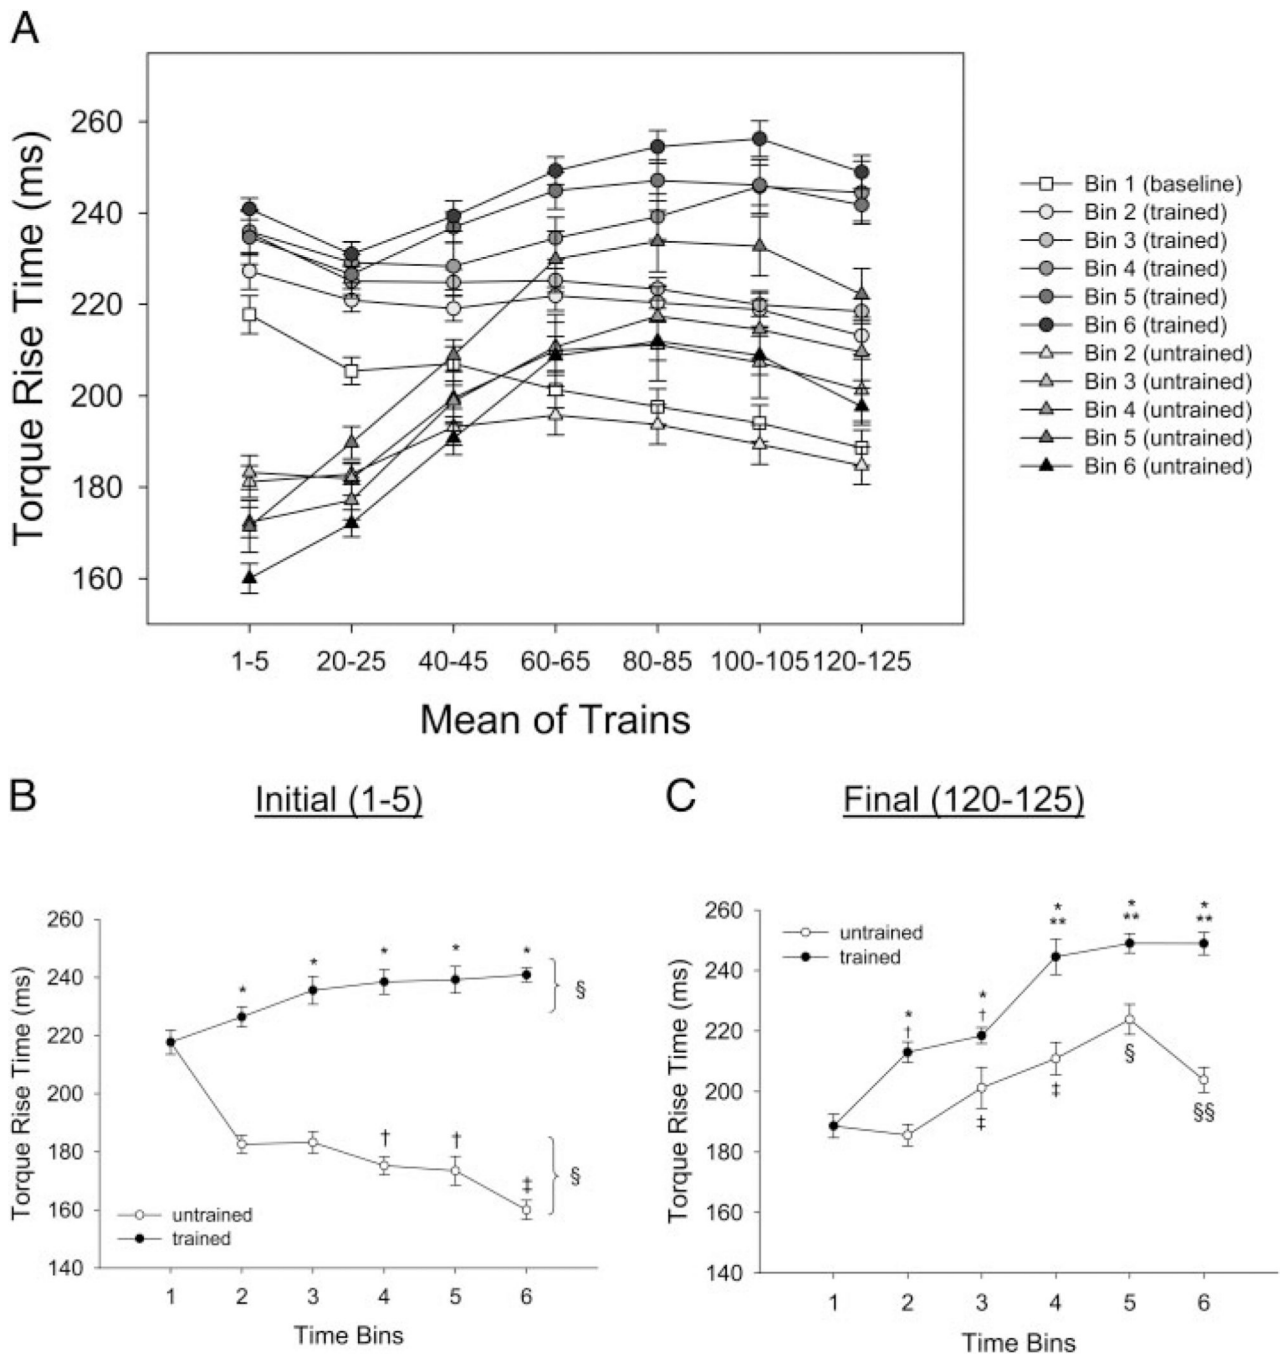 A
Torque Rise Time (ms)
260
240
220
200
180
160
1-5 20-25 40-45 60-65 80-85 100-105 120-125
Mean of Trains
Bin 1 (baseline)
Bin 2 (trained)
Bin 3 (trained)
Bin 4 (trained)
Bin 5 (trained)
Bin 6 (trained)
Bin 2 (untrained)
Bin 3 (untrained)
Bin 4 (untrained)
Bin 5 (untrained)
Bin 6 (untrained)
B
Initial (1-5)
Torque Rise Time (ms)
260
240
220
200
180
160
140
* * * * *
§
† † ‡
§
untrained
trained
1 2 3 4 5 6
Time Bins
C
Final (120-125)
Torque Rise Time (ms)
260
240
220
200
180
160
140
untrained
trained
* * * * *
† † ** ** **
‡ ‡ § §§
1 2 3 4 5 6
Time Bins